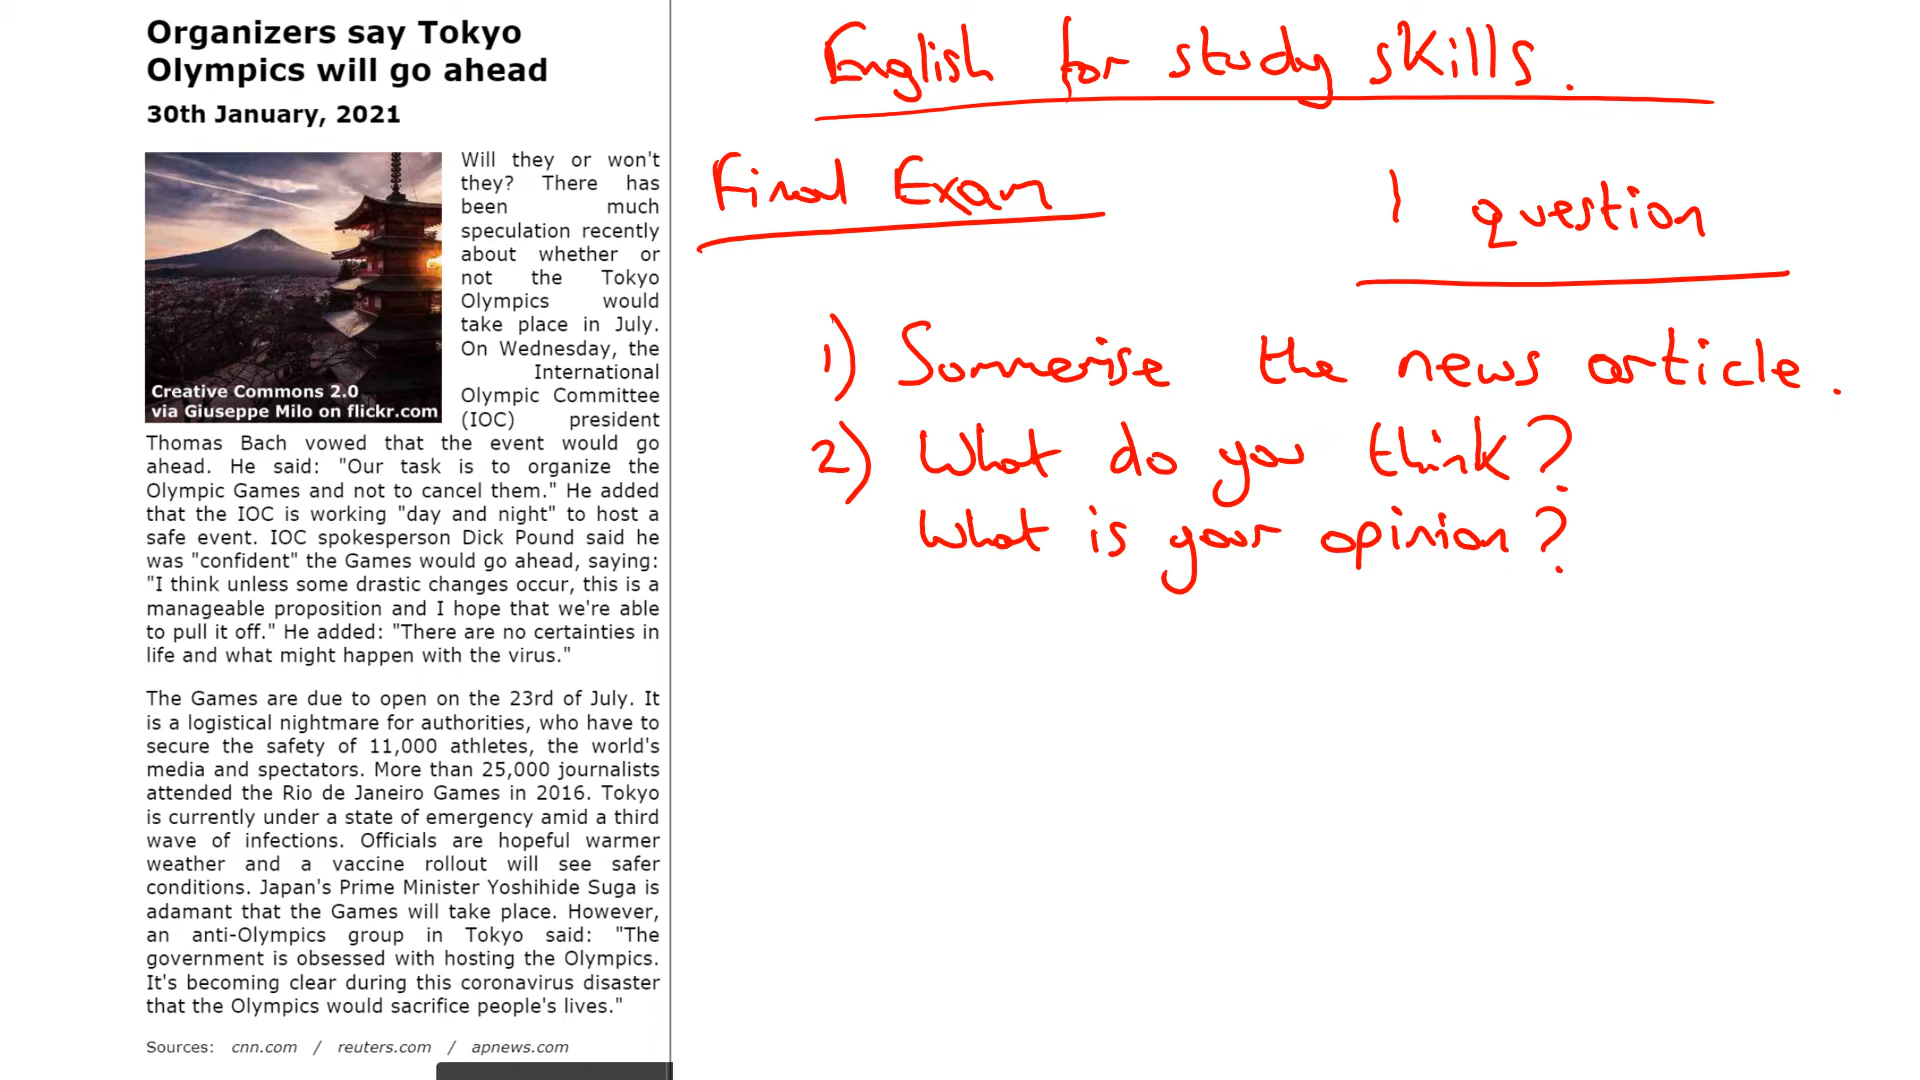 Organizers say Tokyo
Olympics will go ahead
30th January, 2021
Will they or won't
they? There has
been much
speculation recently
about whether or
not the Tokyo
Olympics would
take place in July.
On Wednesday, the
International
Olympic Committee
(IOC) president
Creative Commons 2.0
via Giuseppe Milo on flickr.com
Thomas Bach vowed that the event would go
ahead. He said: "Our task is to organize the
Olympic Games and not to cancel them." He added
that the IOC is working "day and night" to host a
safe event. IOC spokesperson Dick Pound said he
was "confident" the Games would go ahead, saying:
"I think unless some drastic changes occur, this is a
manageable proposition and I hope that we're able
to pull it off." He added: "There are no certainties in
life and what might happen with the virus."
The Games are due to open on the 23rd of July. It
is a logistical nightmare for authorities, who have to
secure the safety of 11,000 athletes, the world's
media and spectators. More than 25,000 journalists
attended the Rio de Janeiro Games in 2016. Tokyo
is currently under a state of emergency amid a third
wave of infections. Officials are hopeful warmer
weather and a vaccine rollout will see safer
conditions. Japan's Prime Minister Yoshihide Suga is
adamant that the Games will take place. However,
an anti-Olympics group in Tokyo said: "The
government is obsessed with hosting the Olympics.
It's becoming clear during this coronavirus disaster
that the Olympics would sacrifice people's lives."
Sources: cnn.com / reuters.com / apnews.com
English for study skills.
Final Exam
1 question
1) Summerise the news article.
2) What do you think?
What is your opinion?